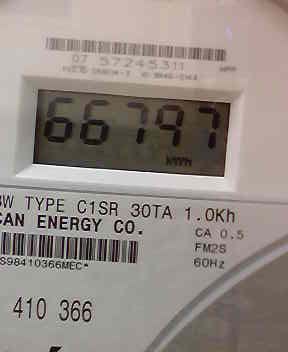 07 57245311
66797
kWh
W TYPE C1SR 30TA 1.0Kh
CAN ENERGY CO.
CA 0.5
FM2S
60Hz
S98410366MEC*
410 366